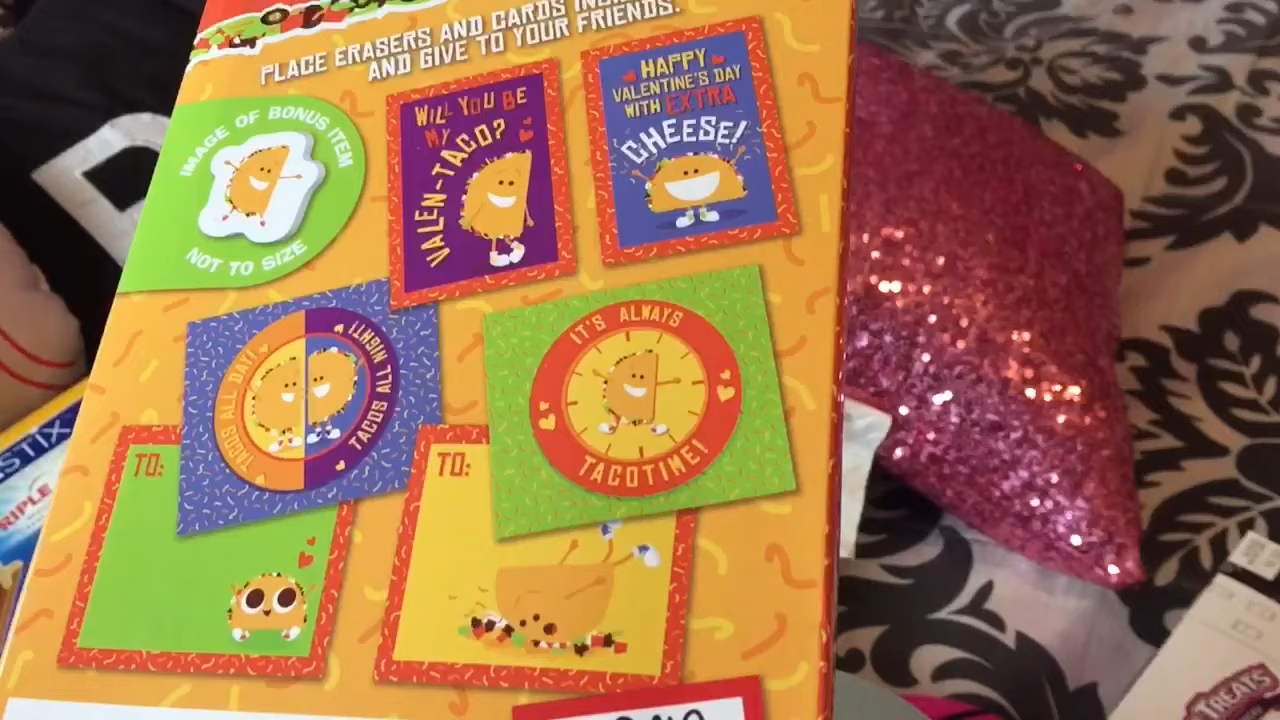 PLACE ERASERS AND CARDS
AND GIVE TO YOUR FRIENDS.
IMAGE OF BONUS ITEM
NOT TO SIZE
WILL YOU BE
MY
VALEN-TACO?
HAPPY
VALENTINE'S DAY
WITH EXTRA
CHEESE!
TACOS ALL DAY!
TACOS ALL NIGHT!
IT'S ALWAYS
TACOTIME!
TO:
TO:
TREATS